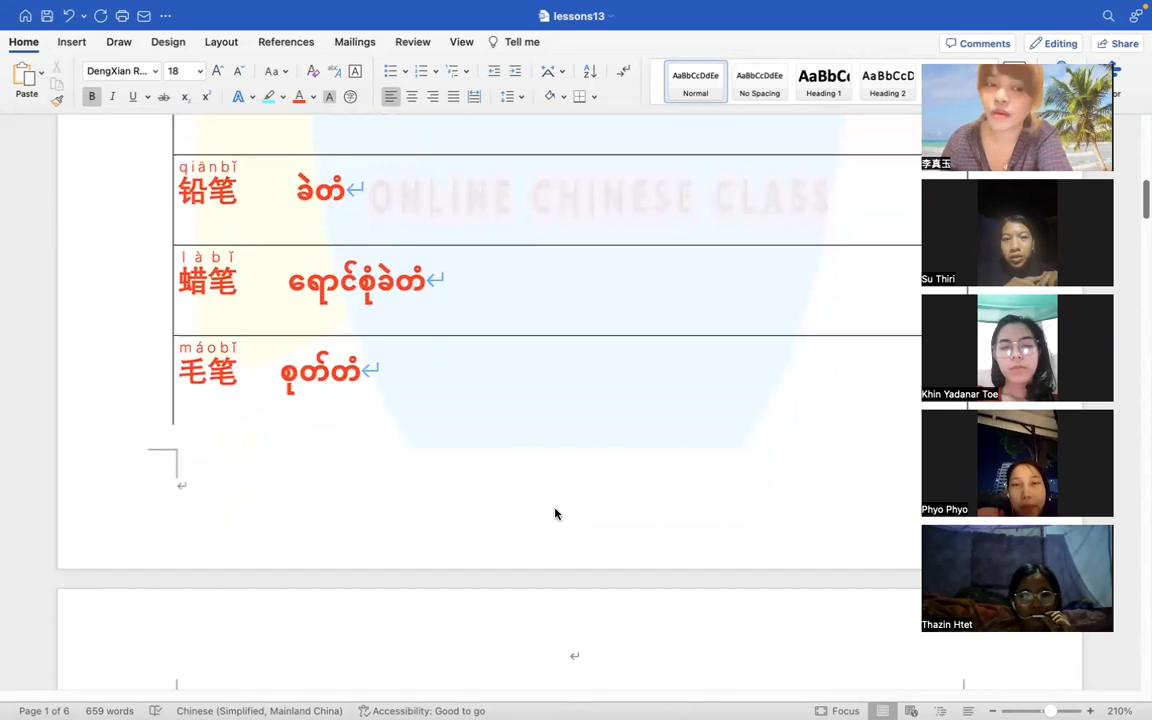 lessons13
Home Insert Draw Design Layout References Mailings Review View Tell me
Comments Editing Share
Paste
DengXian R... 18
AaBbCcDdEe AaBbCcDdEe AaBbC AaBbCcD
Normal No Spacing Heading 1 Heading 2
ONLINE CHINESE CLASS
qiānbǐ
铅笔 ခဲတံ
làbǐ
蜡笔 ရောင်စုံခဲတံ
máobǐ
毛笔 စုတ်တံ
李真玉
Su Thiri
Khin Yadanar Toe
Phyo Phyo
Thazin Htet
Page 1 of 6 659 words Chinese (Simplified, Mainland China) Accessibility: Good to go Focus 210%